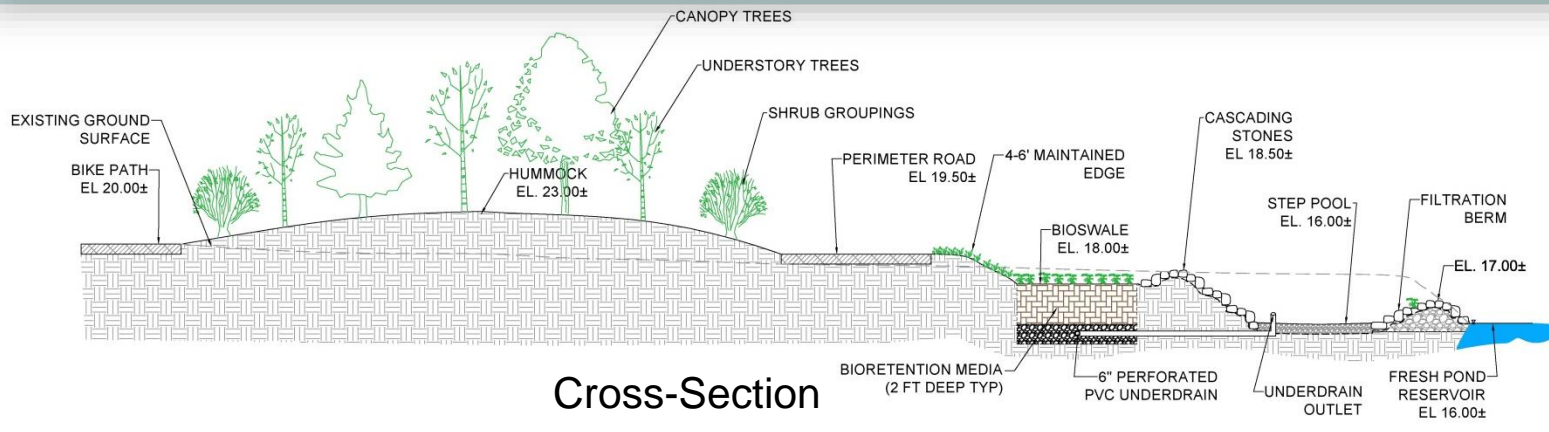 CANOPY TREES
UNDERSTORY TREES
SHRUB GROUPINGS
EXISTING GROUND
SURFACE
BIKE PATH
EL 20.00±
HUMMOCK
EL. 23.00±
PERIMETER ROAD
EL 19.50±
4-6' MAINTAINED
EDGE
BIOSWALE
EL. 18.00±
CASCADING
STONES
EL 18.50±
STEP POOL
EL. 16.00±
FILTRATION
BERM
EL. 17.00±
BIORETENTION MEDIA
(2 FT DEEP TYP)
6" PERFORATED
PVC UNDERDRAIN
UNDERDRAIN
OUTLET
FRESH POND
RESERVOIR
EL 16.00±
Cross-Section